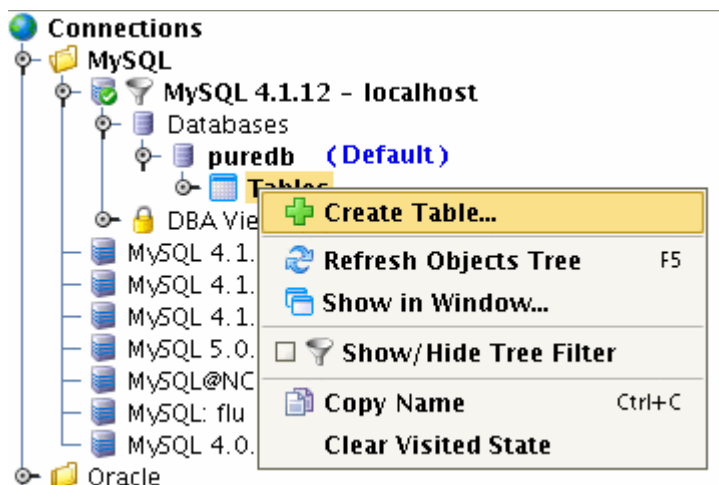 Connections
MySQL
MySQL 4.1.12 – localhost
Databases
puredb (Default)
Tables
DBA Vie
Create Table...
MySQL 4.1.
Refresh Objects Tree F5
MySQL 4.1.
Show in Window...
MySQL 4.1.
MySQL 5.0.
Show/Hide Tree Filter
MySQL@NC
MySQL: flu
Copy Name Ctrl+C
MySQL 4.0.
Clear Visited State
Oracle